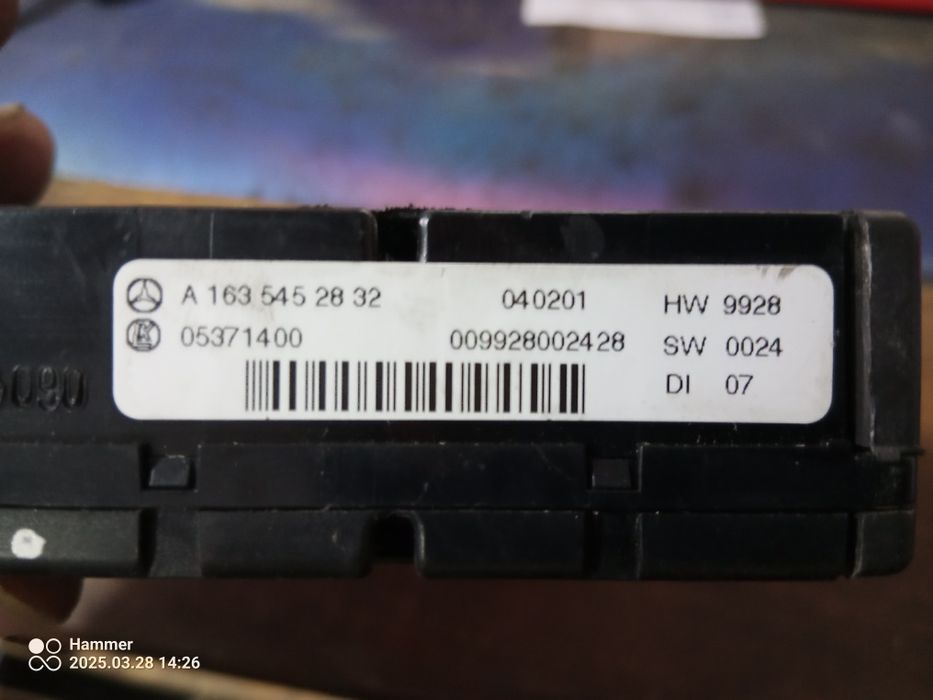 A 163 545 28 32 040201 HW 9928
05371400 009928002428 SW 0024
DI 07
Hammer
2025.03.28 14:26